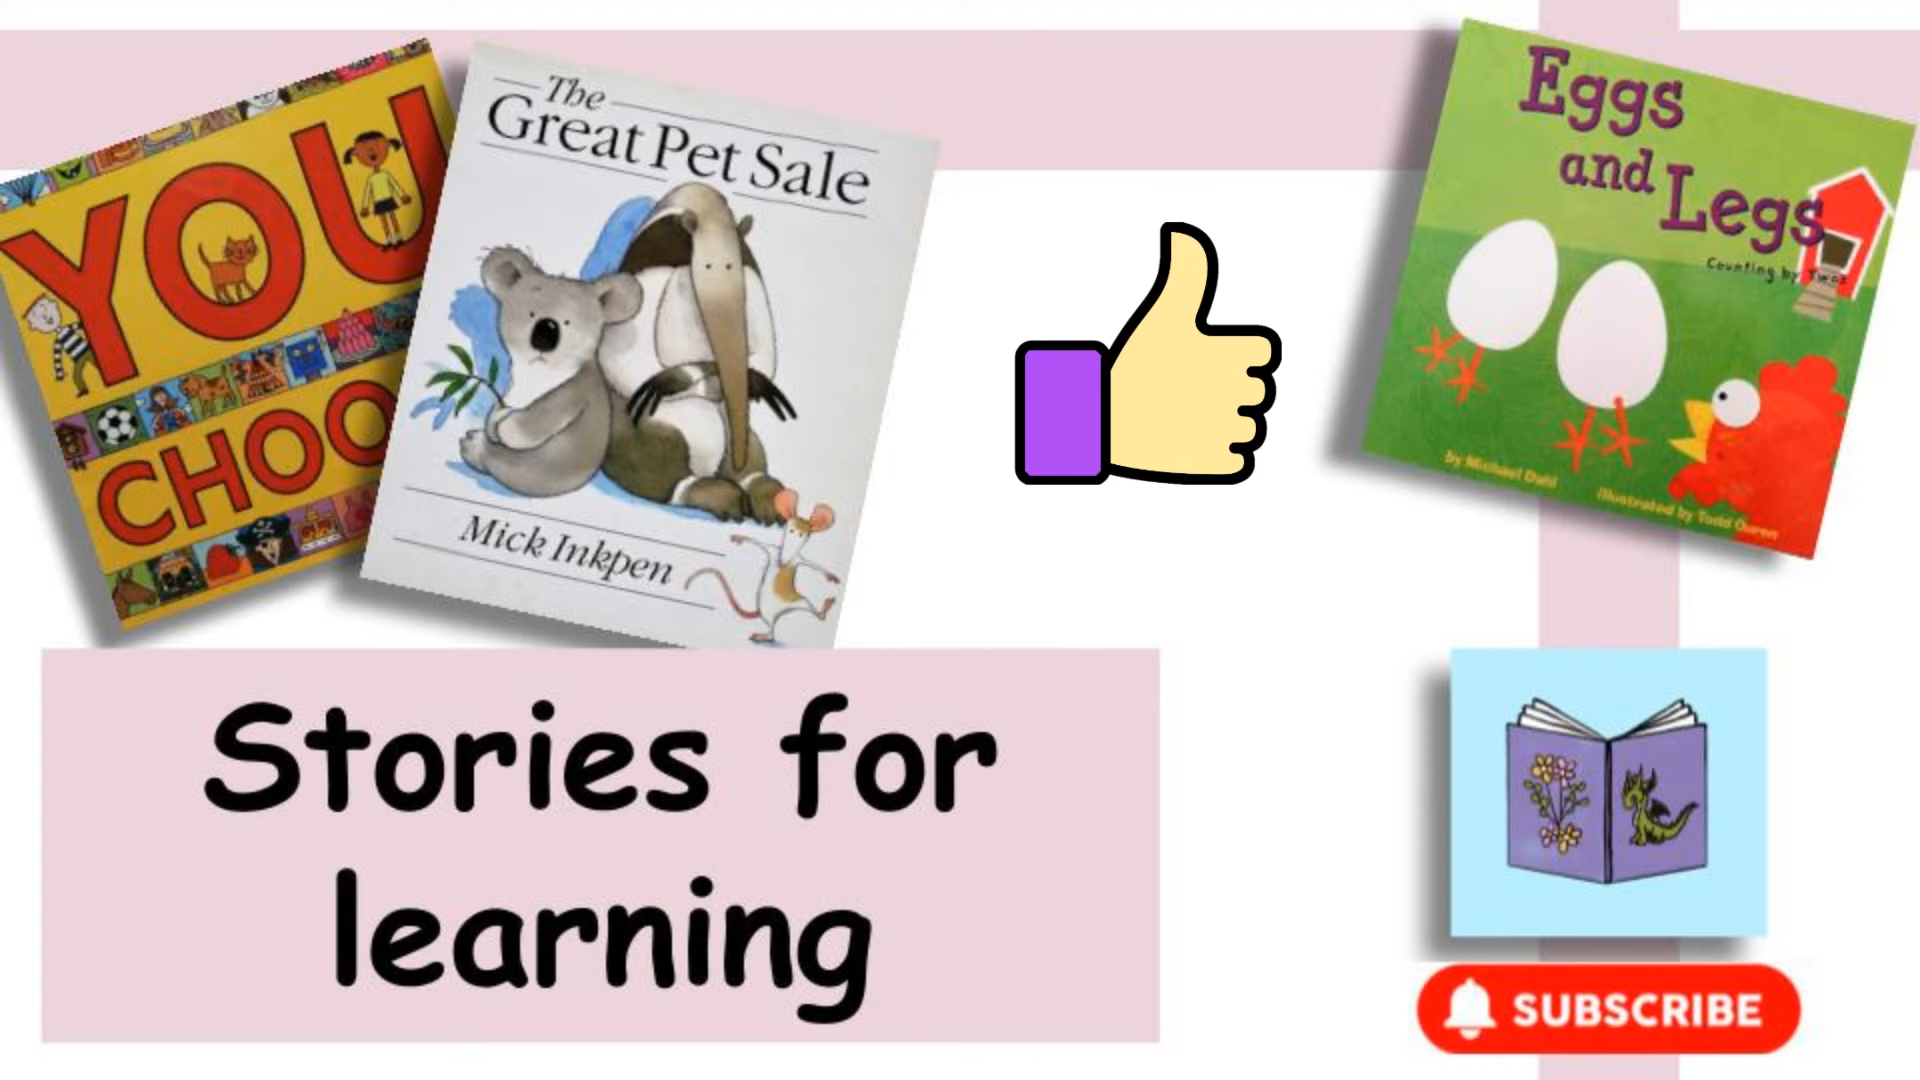 YOU
CHOO
The
Great Pet Sale
Mick Inkpen
Eggs
and Legs
Counting by Twos
by Michael Dahl
illustrated by Todd Ouren
Stories for
learning
SUBSCRIBE